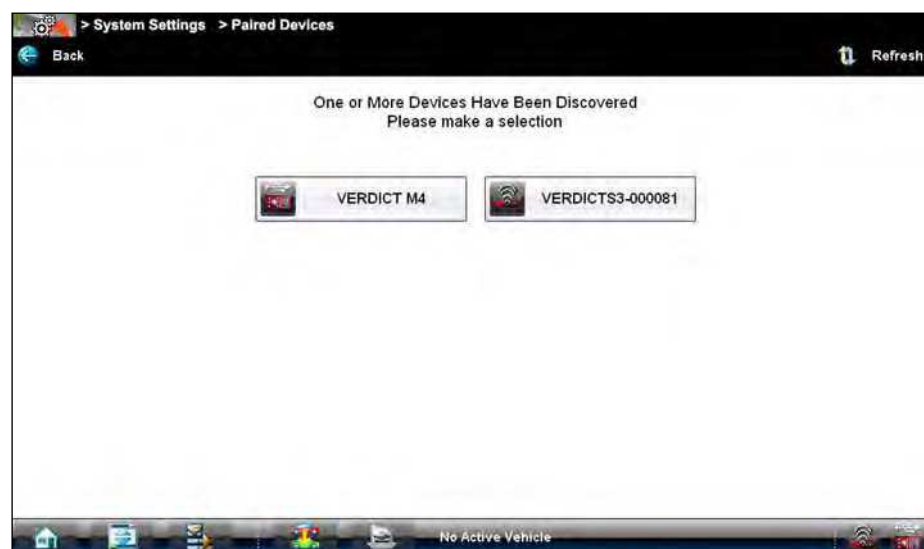 > System Settings > Paired Devices
Back
Refresh
One or More Devices Have Been Discovered
Please make a selection
VERDICT M4
VERDICTS3-000081
No Active Vehicle